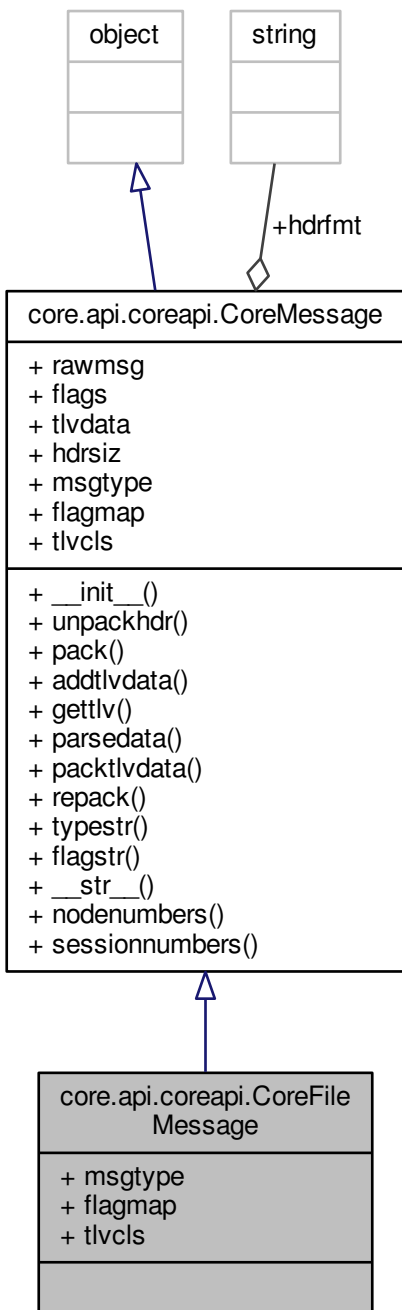 object
string
+hdrfmt
core.api.coreapi.CoreMessage
+ rawmsg
+ flags
+ tlvdata
+ hdrsiz
+ msgtype
+ flagmap
+ tlvcls
+ __init__()
+ unpackhdr()
+ pack()
+ addtlvdata()
+ gettlv()
+ parsedata()
+ packtlvdata()
+ repack()
+ typestr()
+ flagstr()
+ __str__()
+ nodenumbers()
+ sessionnumbers()
core.api.coreapi.CoreFile
Message
+ msgtype
+ flagmap
+ tlvcls